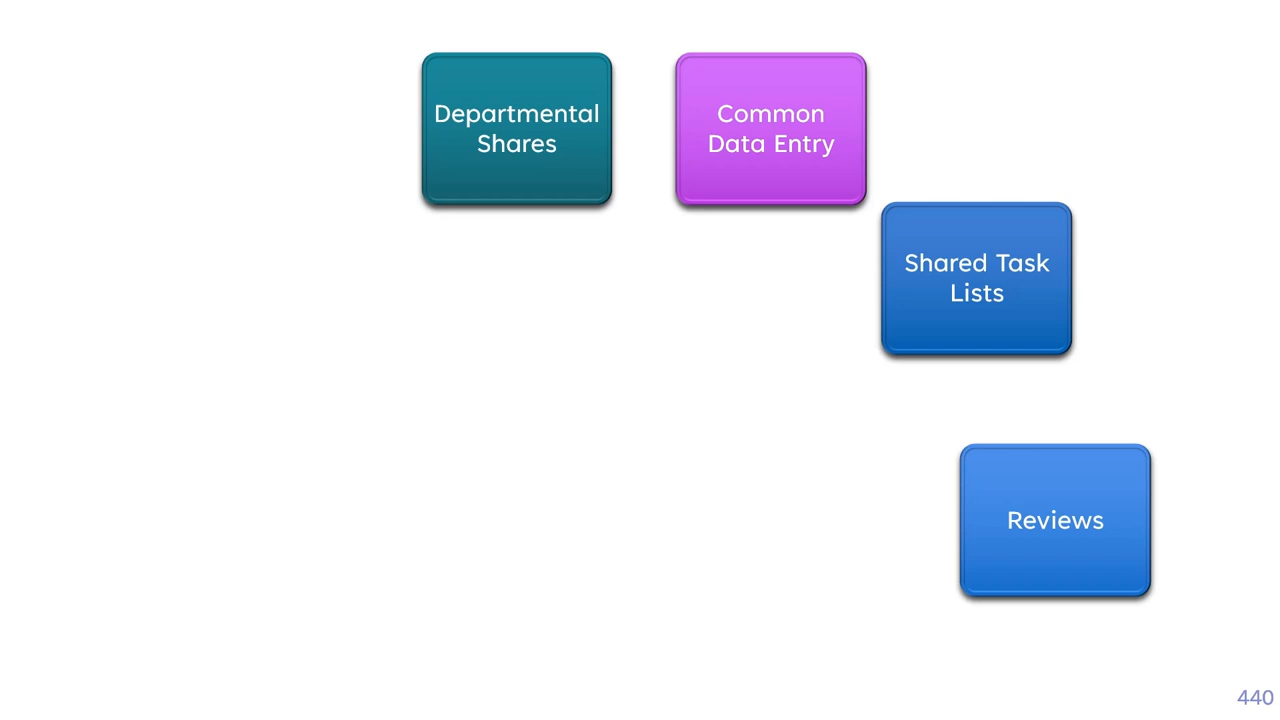 Departmental
Shares
Common
Data Entry
Shared Task
Lists
Reviews
440